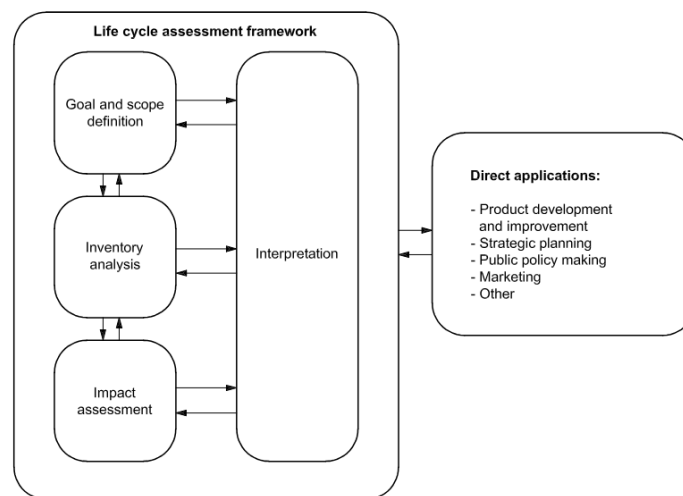 Life cycle assessment framework
Goal and scope
definition
Inventory
analysis
Impact
assessment
Interpretation
Direct applications:
- Product development
and improvement
- Strategic planning
- Public policy making
- Marketing
- Other